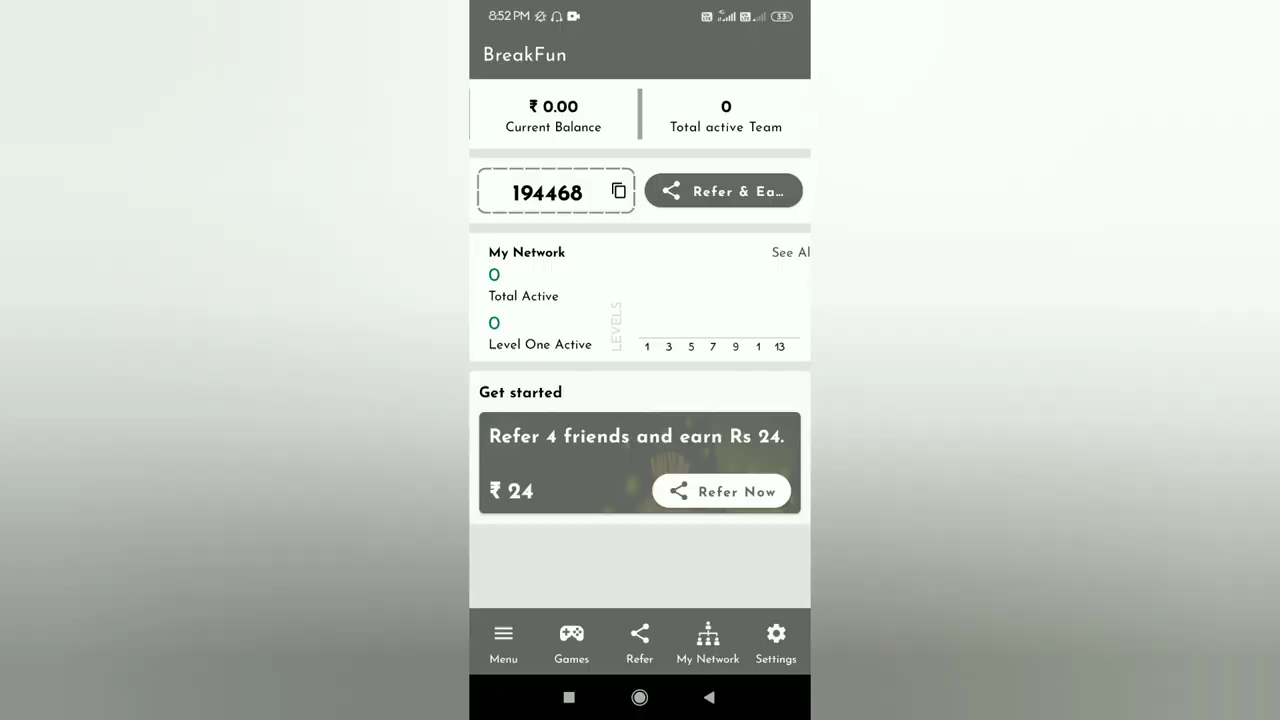 8:52 PM
33
BreakFun
₹ 0.00
0
Current Balance
Total active Team
194468
Refer & Ea...
My Network
See Al
0
Total Active
0
Level One Active
LEVELS
1 3 5 7 9 1 13
Get started
Refer 4 friends and earn Rs 24.
₹ 24
Refer Now
Menu
Games
Refer
My Network
Settings